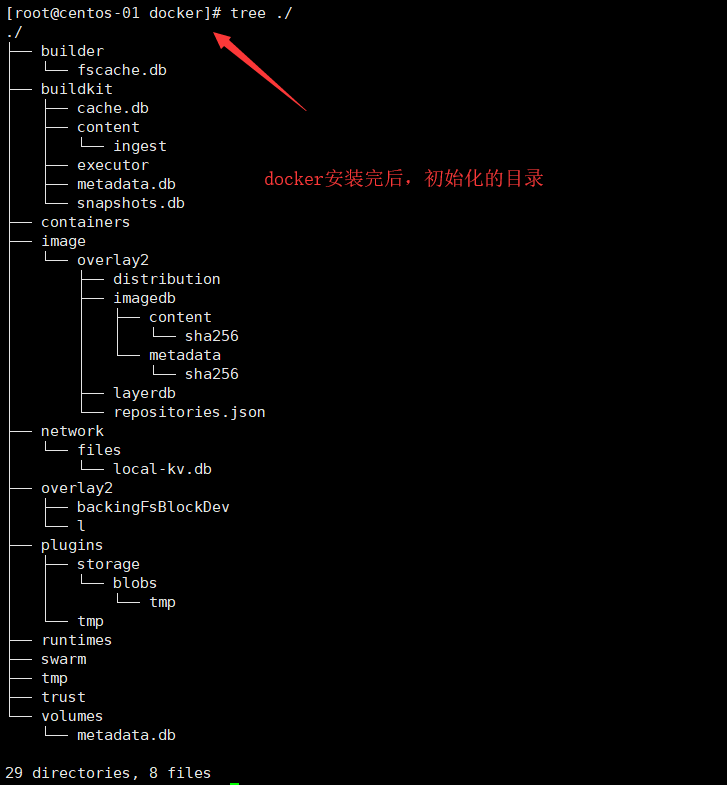 [root@centos-01 docker]# tree ./
./
├── builder
│   └── fscache.db
├── buildkit
│   ├── cache.db
│   ├── content
│   │   └── ingest
│   ├── executor
│   ├── metadata.db
│   └── snapshots.db
├── containers
├── image
│   └── overlay2
│       ├── distribution
│       ├── imagedb
│       │   ├── content
│       │   │   └── sha256
│       │   └── metadata
│       │       └── sha256
│       ├── layerdb
│       └── repositories.json
├── network
│   └── files
│       └── local-kv.db
├── overlay2
│   ├── backingFsBlockDev
│   └── l
├── plugins
│   ├── storage
│   │   └── blobs
│   │       └── tmp
│   └── tmp
├── runtimes
├── swarm
├── tmp
├── trust
└── volumes
    └── metadata.db
29 directories, 8 files
docker安装完后，初始化的目录